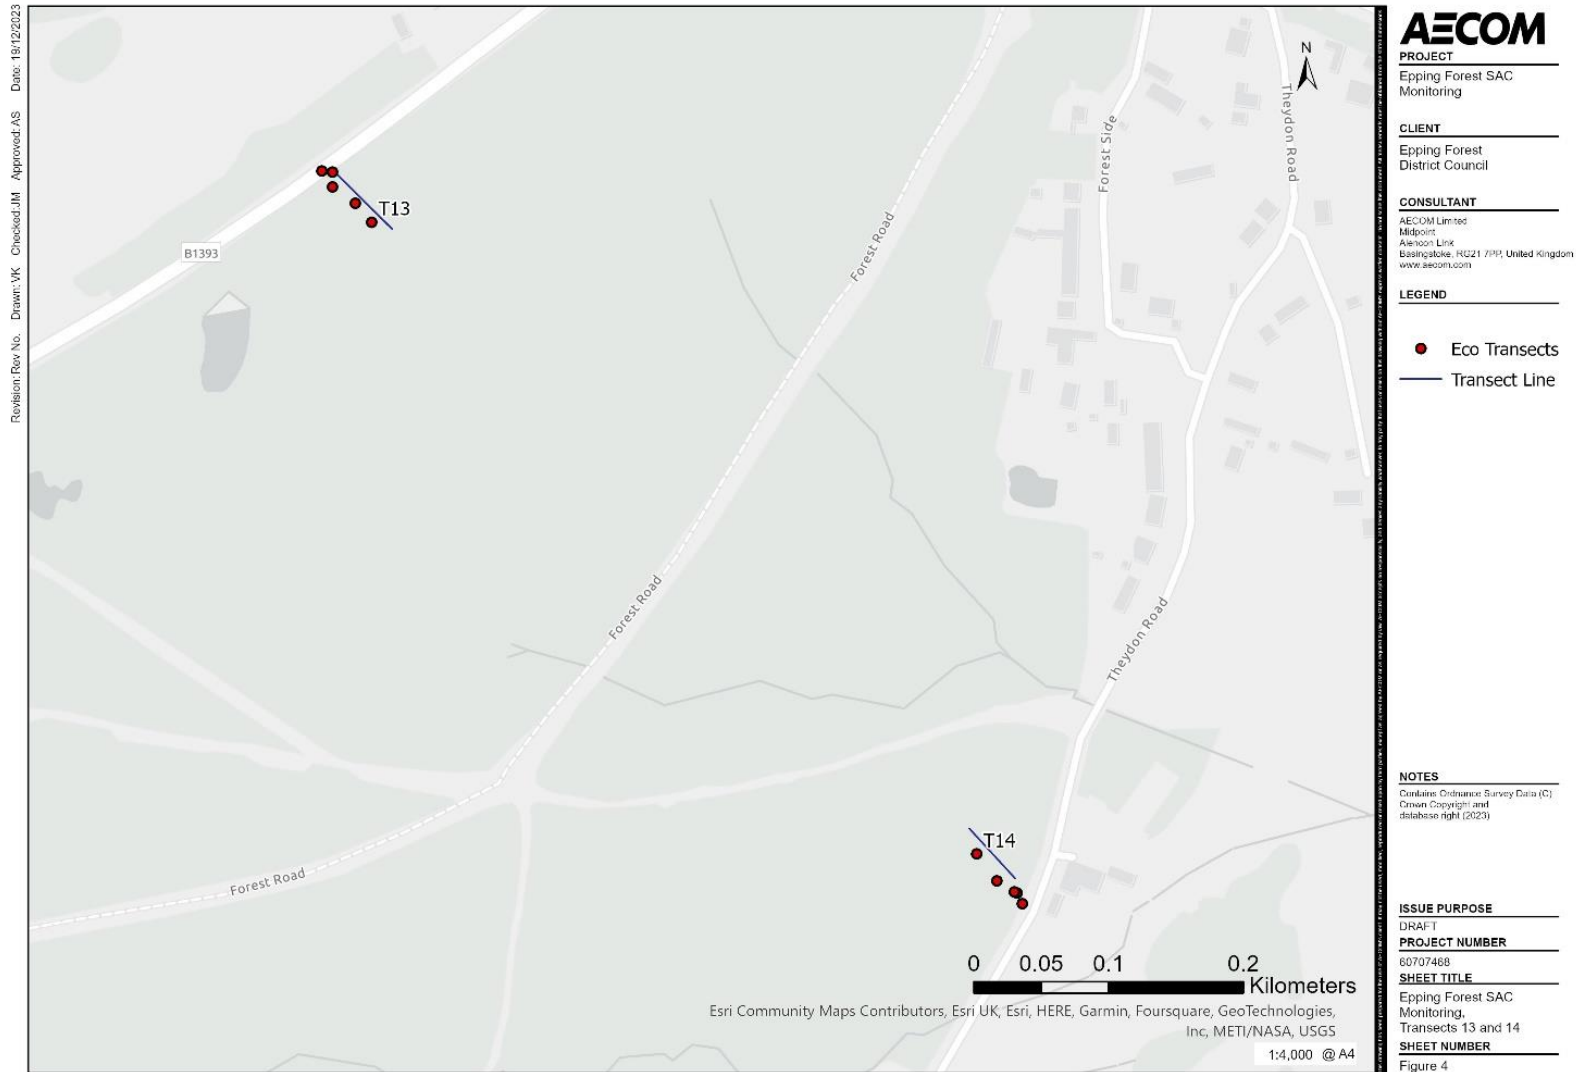 Revision: Rev No. Drawn: VK Checked: JM Approved: AS Date: 19/12/2023
N
T13
B1393
Forest Road
Forest Side
Theydon Road
Forest Road
Theydon Road
Forest Road
T14
0 0.05 0.1 0.2
Kilometers
Esri Community Maps Contributors, Esri UK, Esri, HERE, Garmin, Foursquare, GeoTechnologies,
Inc, METI/NASA, USGS
1:4,000 @ A4
AECOM
PROJECT
Epping Forest SAC
Monitoring
CLIENT
Epping Forest
District Council
CONSULTANT
AECOM Limited
Midpoint
Alencon Link
Basingstoke, RG21 7PP, United Kingdom
www.aecom.com
LEGEND
Eco Transects
Transect Line
NOTES
Contains Ordnance Survey Data (C)
Crown Copyright and
database right (2023)
ISSUE PURPOSE
DRAFT
PROJECT NUMBER
60707468
SHEET TITLE
Epping Forest SAC
Monitoring,
Transects 13 and 14
SHEET NUMBER
Figure 4